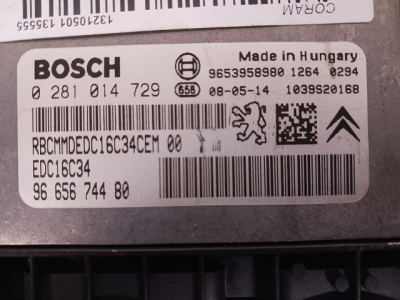 CORAM
13210501 135555
BOSCH
Made in Hungary
9653958980 1264 0294
0 281 014 729
658
08-05-14
1039S20168
RBCMMDEDC16C34CEM 00
EDC16C34
96 656 744 80